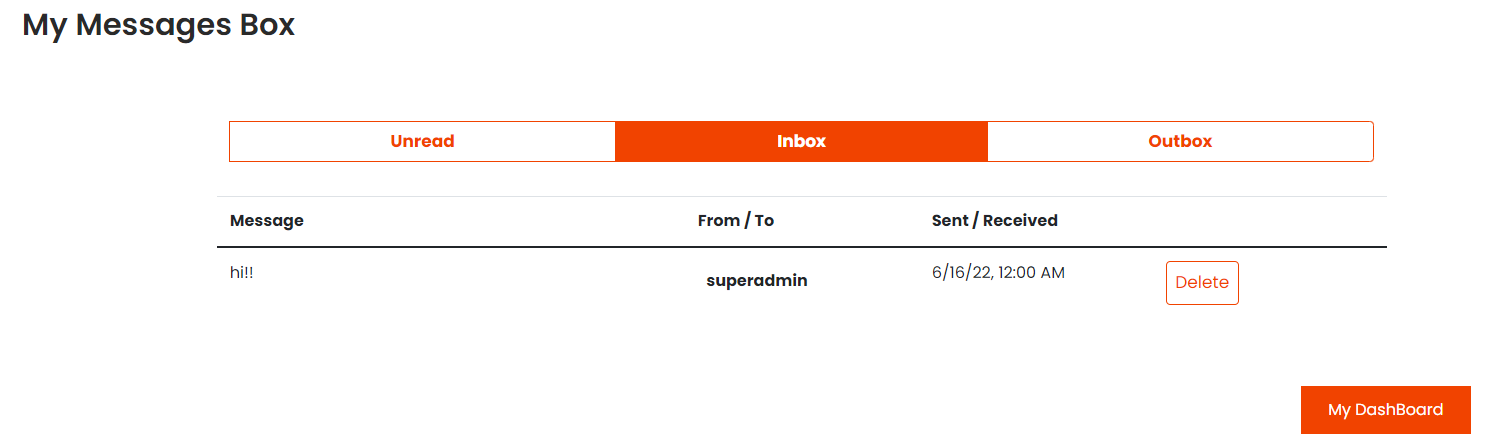 My Messages Box
Unread Inbox Outbox
Message From / To Sent / Received
hi!! superadmin 6/16/22, 12:00 AM Delete
My DashBoard